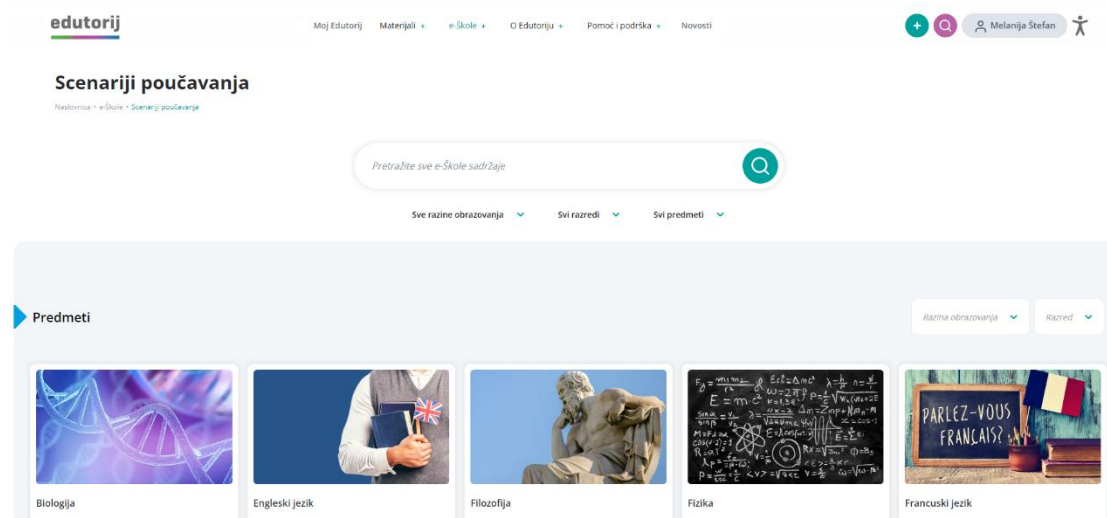 edutorij
Moj Edutorij Materijali + e-Škole + O Edutoriju + Pomoć i podrška + Novosti
+ Melanija Štefan
Scenariji poučavanja
Naslovnica • e-Škole • Scenariji poučavanja
Pretražite sve e-Škole sadržaje
Sve razine obrazovanja Svi razredi Svi predmeti
Predmeti
Razina obrazovanja Razred
PARLEZ-VOUS
FRANÇAIS?
Biologija Engleski jezik Filozofija Fizika Francuski jezik